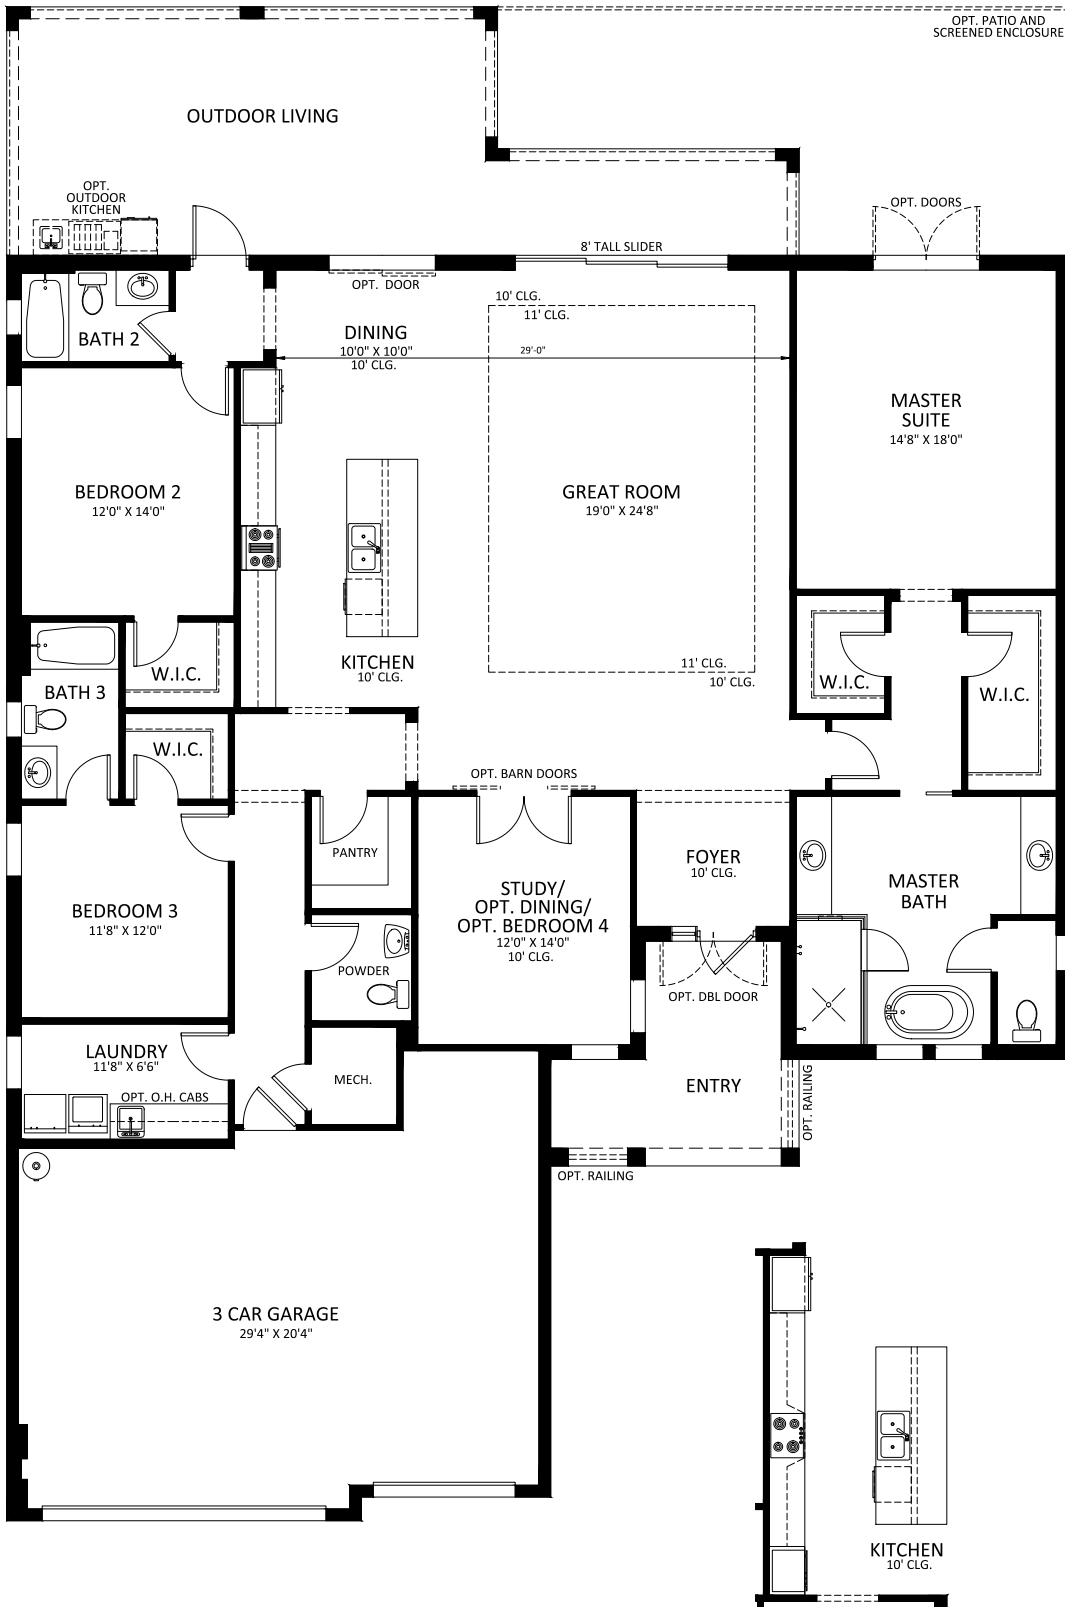 OPT. PATIO AND
SCREENED ENCLOSURE
OUTDOOR LIVING
OPT.
OUTDOOR
KITCHEN
OPT. DOORS
8' TALL SLIDER
OPT. DOOR
10' CLG.
11' CLG.
BATH 2
DINING
10'0" X 10'0"
10' CLG.
29'-0"
MASTER
SUITE
14'8" X 18'0"
BEDROOM 2
12'0" X 14'0"
GREAT ROOM
19'0" X 24'8"
KITCHEN
10' CLG.
11' CLG.
10' CLG.
W.I.C.
BATH 3
W.I.C.
W.I.C.
W.I.C.
OPT. BARN DOORS
PANTRY
FOYER
10' CLG.
STUDY/
OPT. DINING/
OPT. BEDROOM 4
12'0" X 14'0"
10' CLG.
MASTER
BATH
BEDROOM 3
11'8" X 12'0"
POWDER
OPT. DBL DOOR
LAUNDRY
11'8" X 6'6"
OPT. O.H. CABS
MECH.
ENTRY
OPT. RAILING
OPT. RAILING
3 CAR GARAGE
29'4" X 20'4"
KITCHEN
10' CLG.